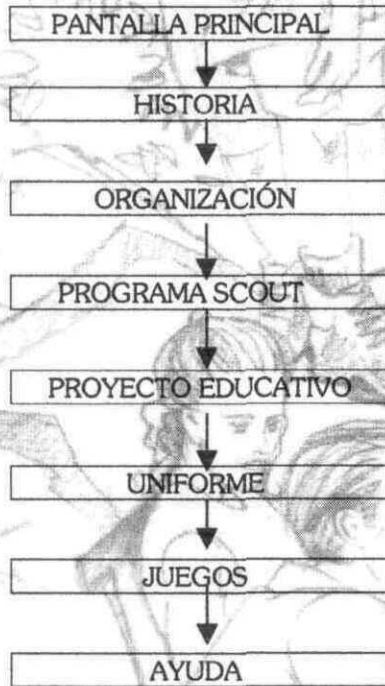 PANTALLA PRINCIPAL
HISTORIA
ORGANIZACIÓN
PROGRAMA SCOUT
PROYECTO EDUCATIVO
UNIFORME
JUEGOS
AYUDA